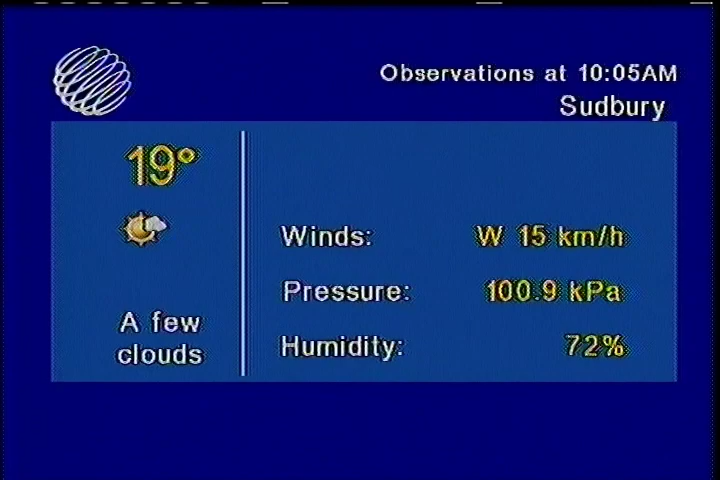 Observations at 10:05AM
Sudbury
19°
A few
clouds
Winds: W 15 km/h
Pressure: 100.9 kPa
Humidity: 72%